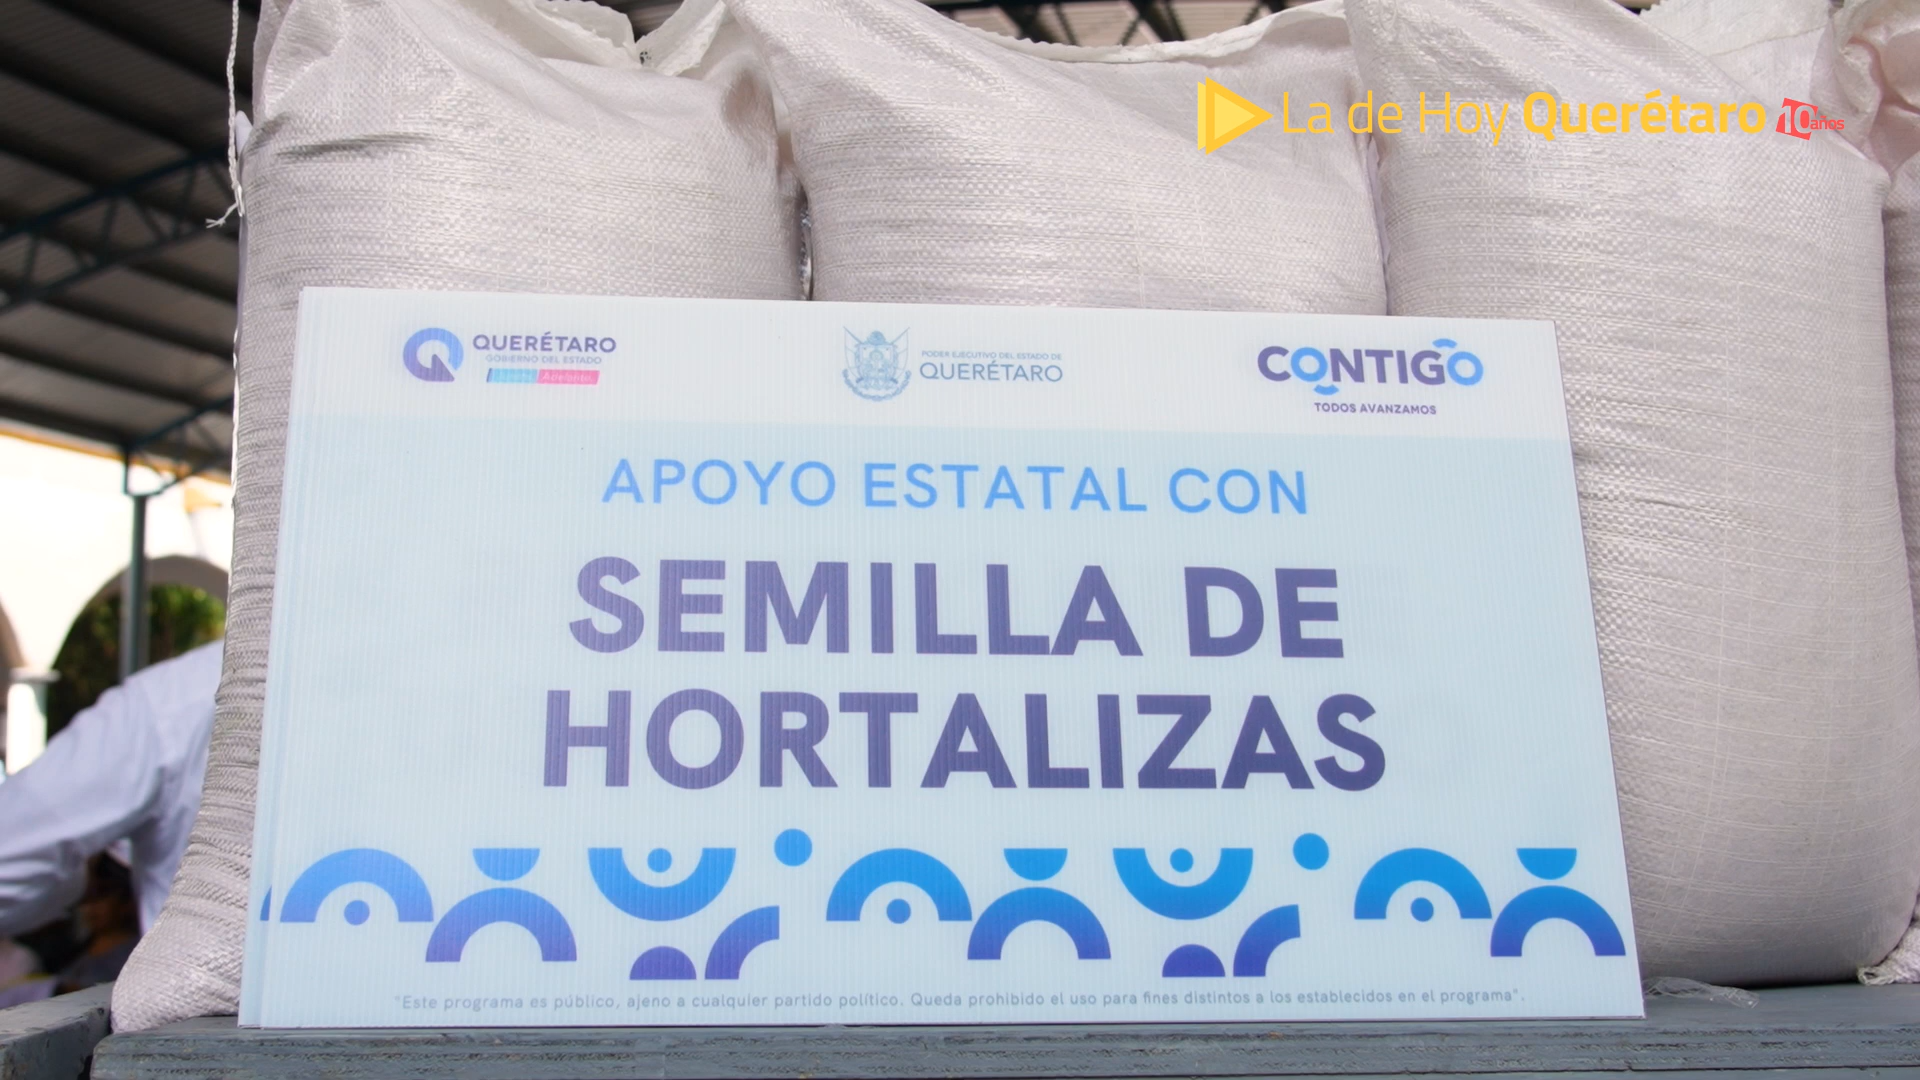 La de Hoy Querétaro 10 años
QUERÉTARO
GOBIERNO DEL ESTADO
Adelante
PODER EJECUTIVO DEL ESTADO DE
QUERÉTARO
CONTIGO
TODOS AVANZAMOS
APOYO ESTATAL CON
SEMILLA DE
HORTALIZAS
"Este programa es público, ajeno a cualquier partido político. Queda prohibido el uso para fines distintos a los establecidos en el programa".